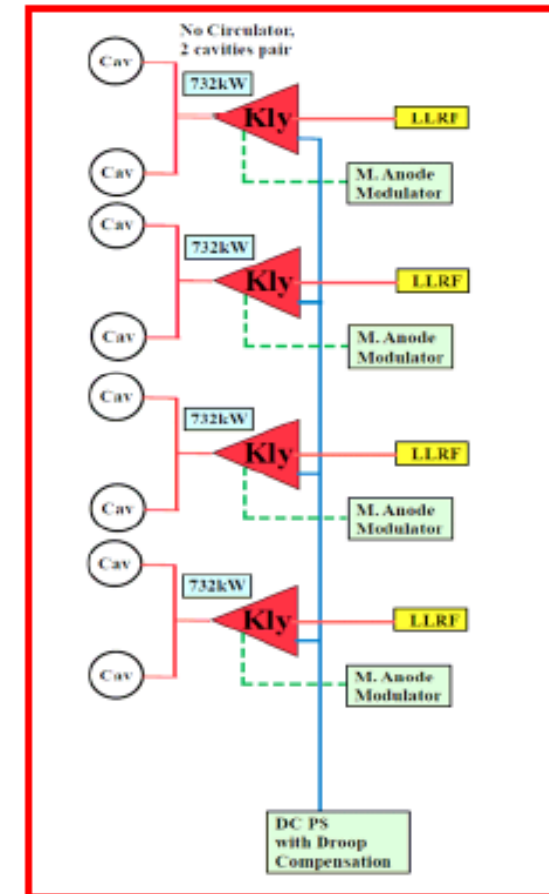 No Circulator,
2 cavities pair
Cav
732kW
Kly
LLRF
Cav
M. Anode
Modulator
Cav
732kW
Kly
LLRF
Cav
M. Anode
Modulator
Cav
732kW
Kly
LLRF
Cav
M. Anode
Modulator
Cav
732kW
Kly
LLRF
Cav
M. Anode
Modulator
DC PS
with Droop
Compensation